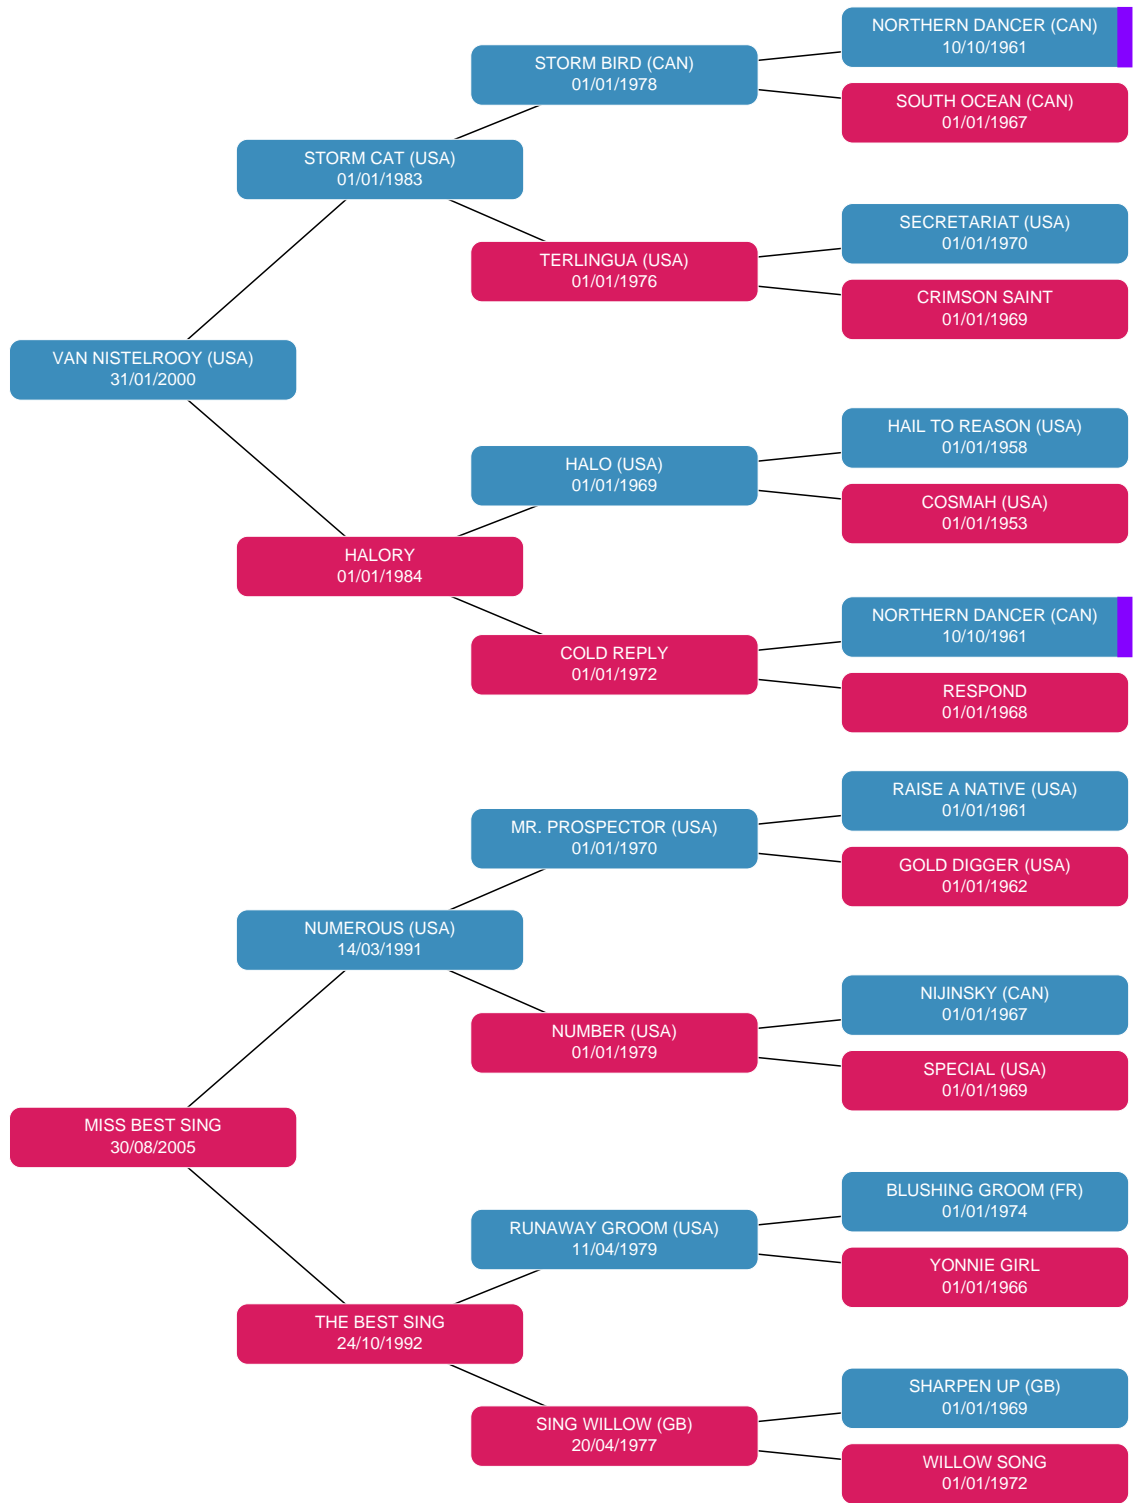 NORTHERN DANCER (CAN)
10/10/1961
STORM BIRD (CAN)
01/01/1978
SOUTH OCEAN (CAN)
01/01/1967
STORM CAT (USA)
01/01/1983
SECRETARIAT (USA)
01/01/1970
TERLINGUA (USA)
01/01/1976
CRIMSON SAINT
01/01/1969
VAN NISTELROOY (USA)
31/01/2000
HAIL TO REASON (USA)
01/01/1958
HALO (USA)
01/01/1969
COSMAH (USA)
01/01/1953
HALORY
01/01/1984
NORTHERN DANCER (CAN)
10/10/1961
COLD REPLY
01/01/1972
RESPOND
01/01/1968
RAISE A NATIVE (USA)
01/01/1961
MR. PROSPECTOR (USA)
01/01/1970
GOLD DIGGER (USA)
01/01/1962
NUMEROUS (USA)
14/03/1991
NIJINSKY (CAN)
01/01/1967
NUMBER (USA)
01/01/1979
SPECIAL (USA)
01/01/1969
MISS BEST SING
30/08/2005
BLUSHING GROOM (FR)
01/01/1974
RUNAWAY GROOM (USA)
11/04/1979
YONNIE GIRL
01/01/1966
THE BEST SING
24/10/1992
SHARPEN UP (GB)
01/01/1969
SING WILLOW (GB)
20/04/1977
WILLOW SONG
01/01/1972